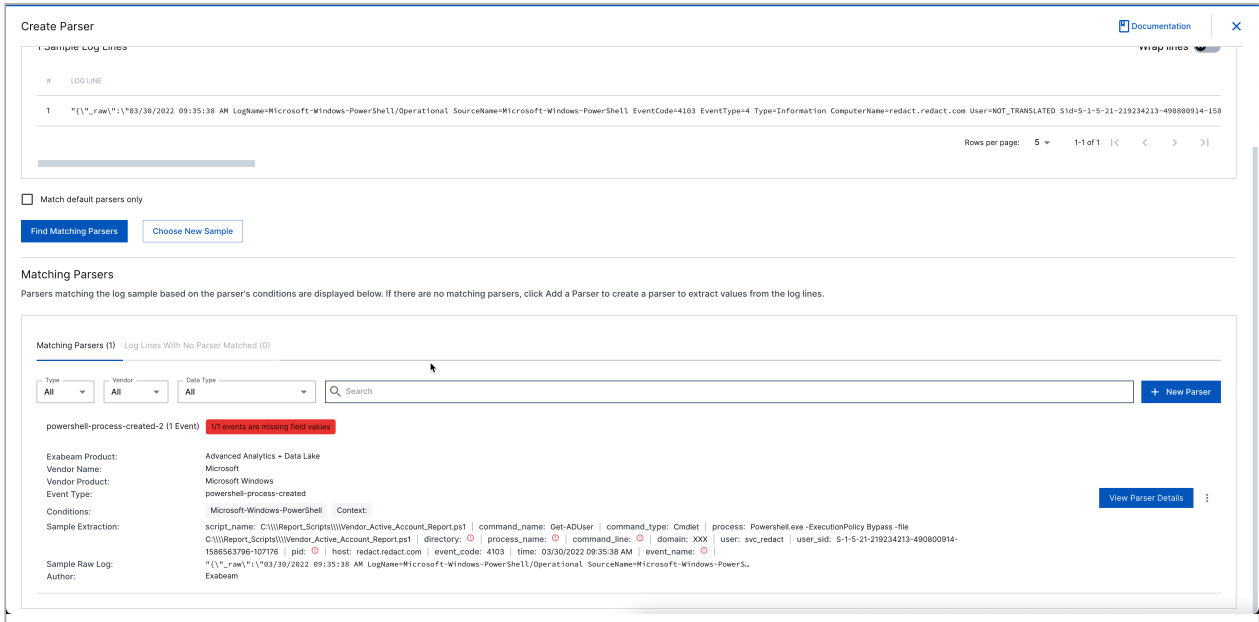 Create Parser
Documentation
1 Sample Log Lines
Wrap lines
# LOG LINE
1 "{\"_raw\":\"03/30/2022 09:35:38 AM LogName=Microsoft-Windows-PowerShell/Operational SourceName=Microsoft-Windows-PowerShell EventCode=4103 EventType=4 Type=Information ComputerName=redact.redact.com User=NOT_TRANSLATED Sid=S-1-5-21-219234213-490800914-158
Rows per page: 5 1-1 of 1
Match default parsers only
Find Matching Parsers Choose New Sample
Matching Parsers
Parsers matching the log sample based on the parser's conditions are displayed below. If there are no matching parsers, click Add a Parser to create a parser to extract values from the log lines.
Matching Parsers (1) Log Lines With No Parser Matched (0)
Type Vendor Data Type
All All All Search + New Parser
powershell-process-created-2 (1 Event) 1/1 events are missing field values
Exabeam Product: Advanced Analytics + Data Lake
Vendor Name: Microsoft
Vendor Product: Microsoft Windows
Event Type: powershell-process-created
View Parser Details
Conditions: Microsoft-Windows-PowerShell Context:
Sample Extraction: script_name: C:\\\\Report_Scripts\\\\Vendor_Active_Account_Report.ps1 | command_name: Get-ADUser | command_type: Cmdlet | process: Powershell.exe -ExecutionPolicy Bypass -file
C:\\\\Report_Scripts\\\\Vendor_Active_Account_Report.ps1 | directory: | process_name: | command_line: | domain: XXX | user: svc_redact | user_sid: S-1-5-21-219234213-490800914-
1586563796-107176 | pid: | host: redact.redact.com | event_code: 4103 | time: 03/30/2022 09:35:38 AM | event_name: |
Sample Raw Log: "{\"_raw\":\"03/30/2022 09:35:38 AM LogName=Microsoft-Windows-PowerShell/Operational SourceName=Microsoft-Windows-PowerS…
Author: Exabeam